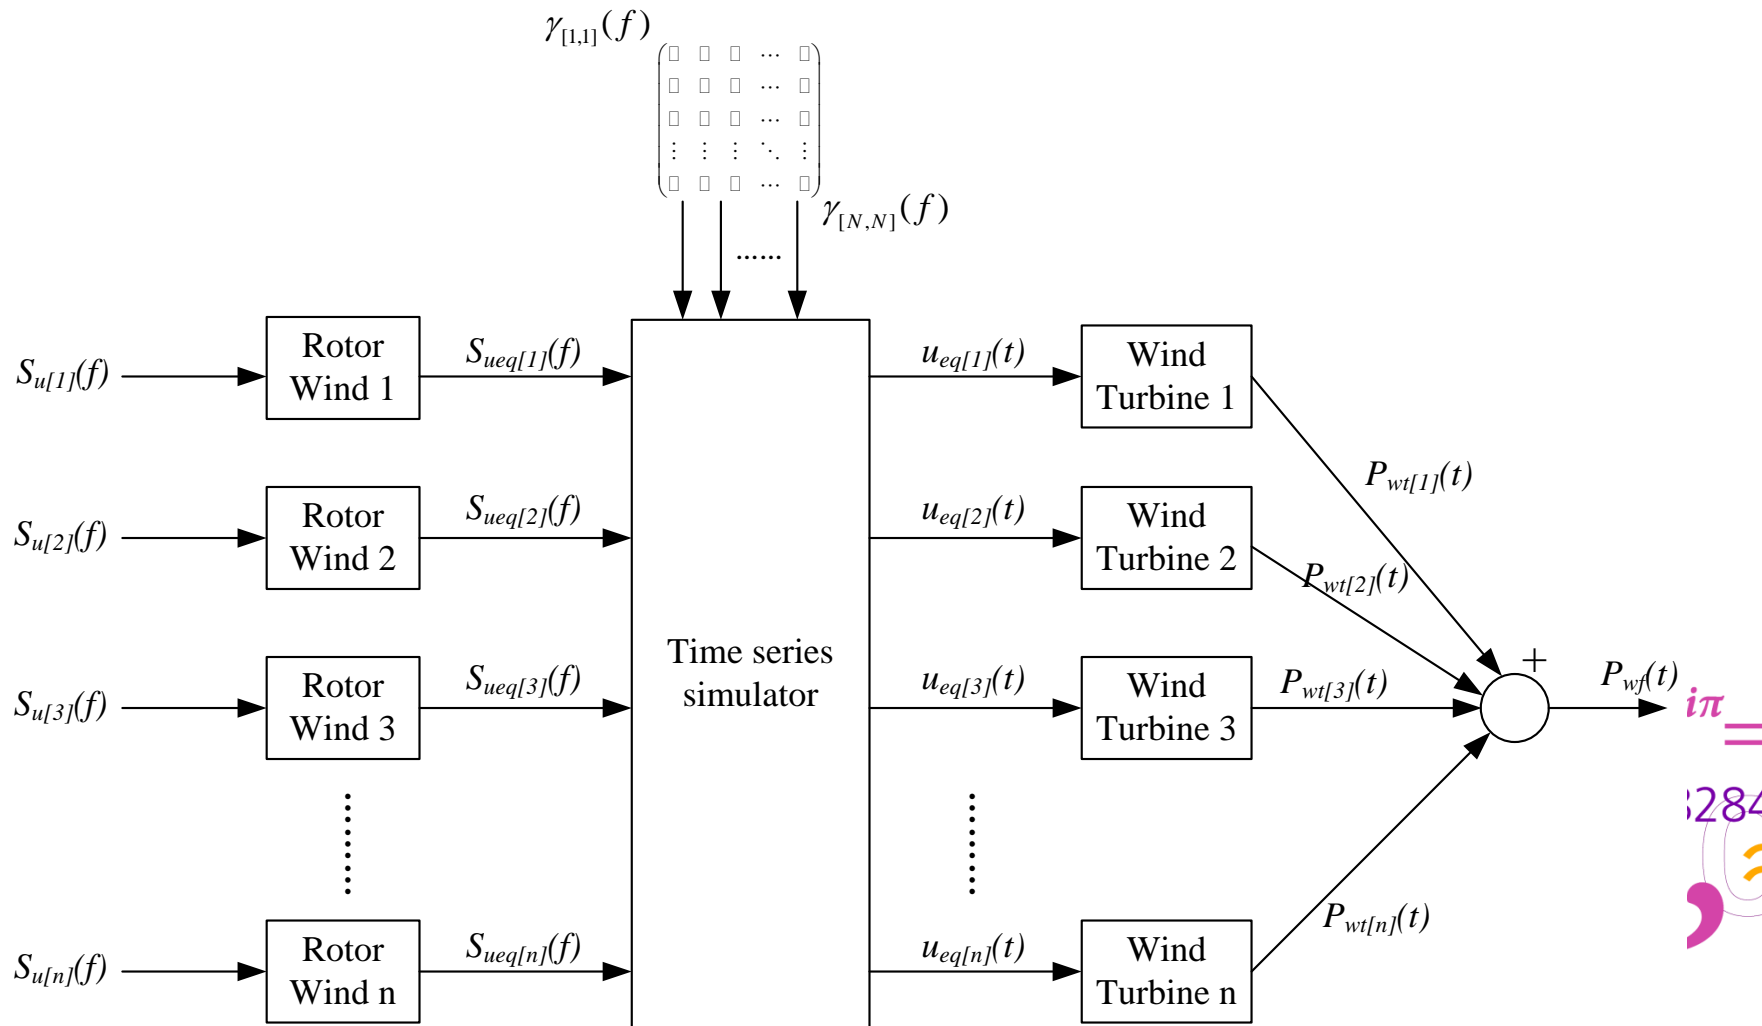 γ[1,1](f)
… 
… 
… 
⋮ ⋮ ⋮ ⋱ ⋮
… 
γ[N,N](f)
......
Su[1](f)
Rotor
Wind 1
Sueq[1](f)
ueq[1](t)
Wind
Turbine 1
Pwt[1](t)
Su[2](f)
Rotor
Wind 2
Sueq[2](f)
ueq[2](t)
Wind
Turbine 2
Pwt[2](t)
Time series
simulator
Su[3](f)
Rotor
Wind 3
Sueq[3](f)
ueq[3](t)
Wind
Turbine 3
Pwt[3](t)
+
Pwf(t)
iπ
=
284
Su[n](f)
Rotor
Wind n
Sueq[n](f)
ueq[n](t)
Wind
Turbine n
Pwt[n](t)